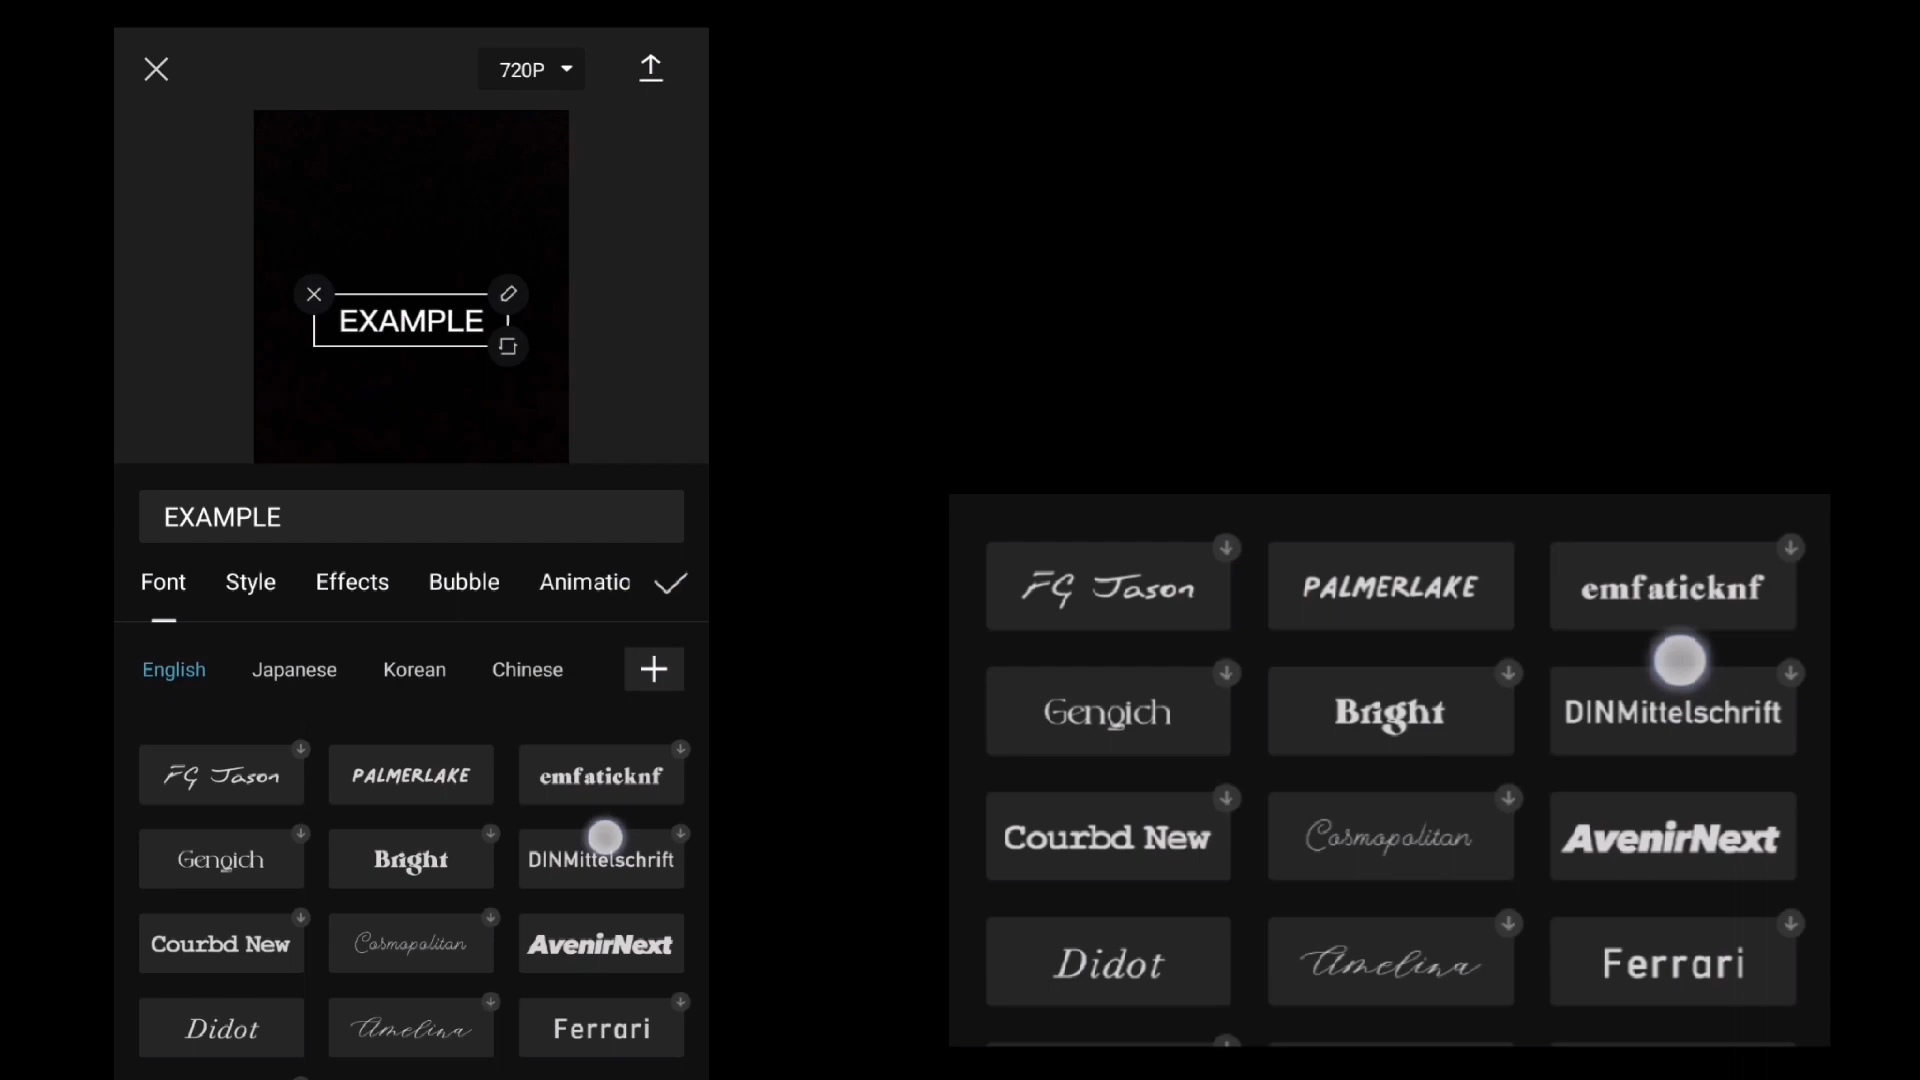 720P
EXAMPLE
EXAMPLE
Font Style Effects Bubble Animatio
English Japanese Korean Chinese
FG Jason PALMERLAKE emfaticknf
Gengich Bright DINMittelschrift
Courbd New Cosmopolitan AvenirNext
Didot Amelina Ferrari
FG Jason PALMERLAKE emfaticknf
Gengich Bright DINMittelschrift
Courbd New Cosmopolitan AvenirNext
Didot Amelina Ferrari